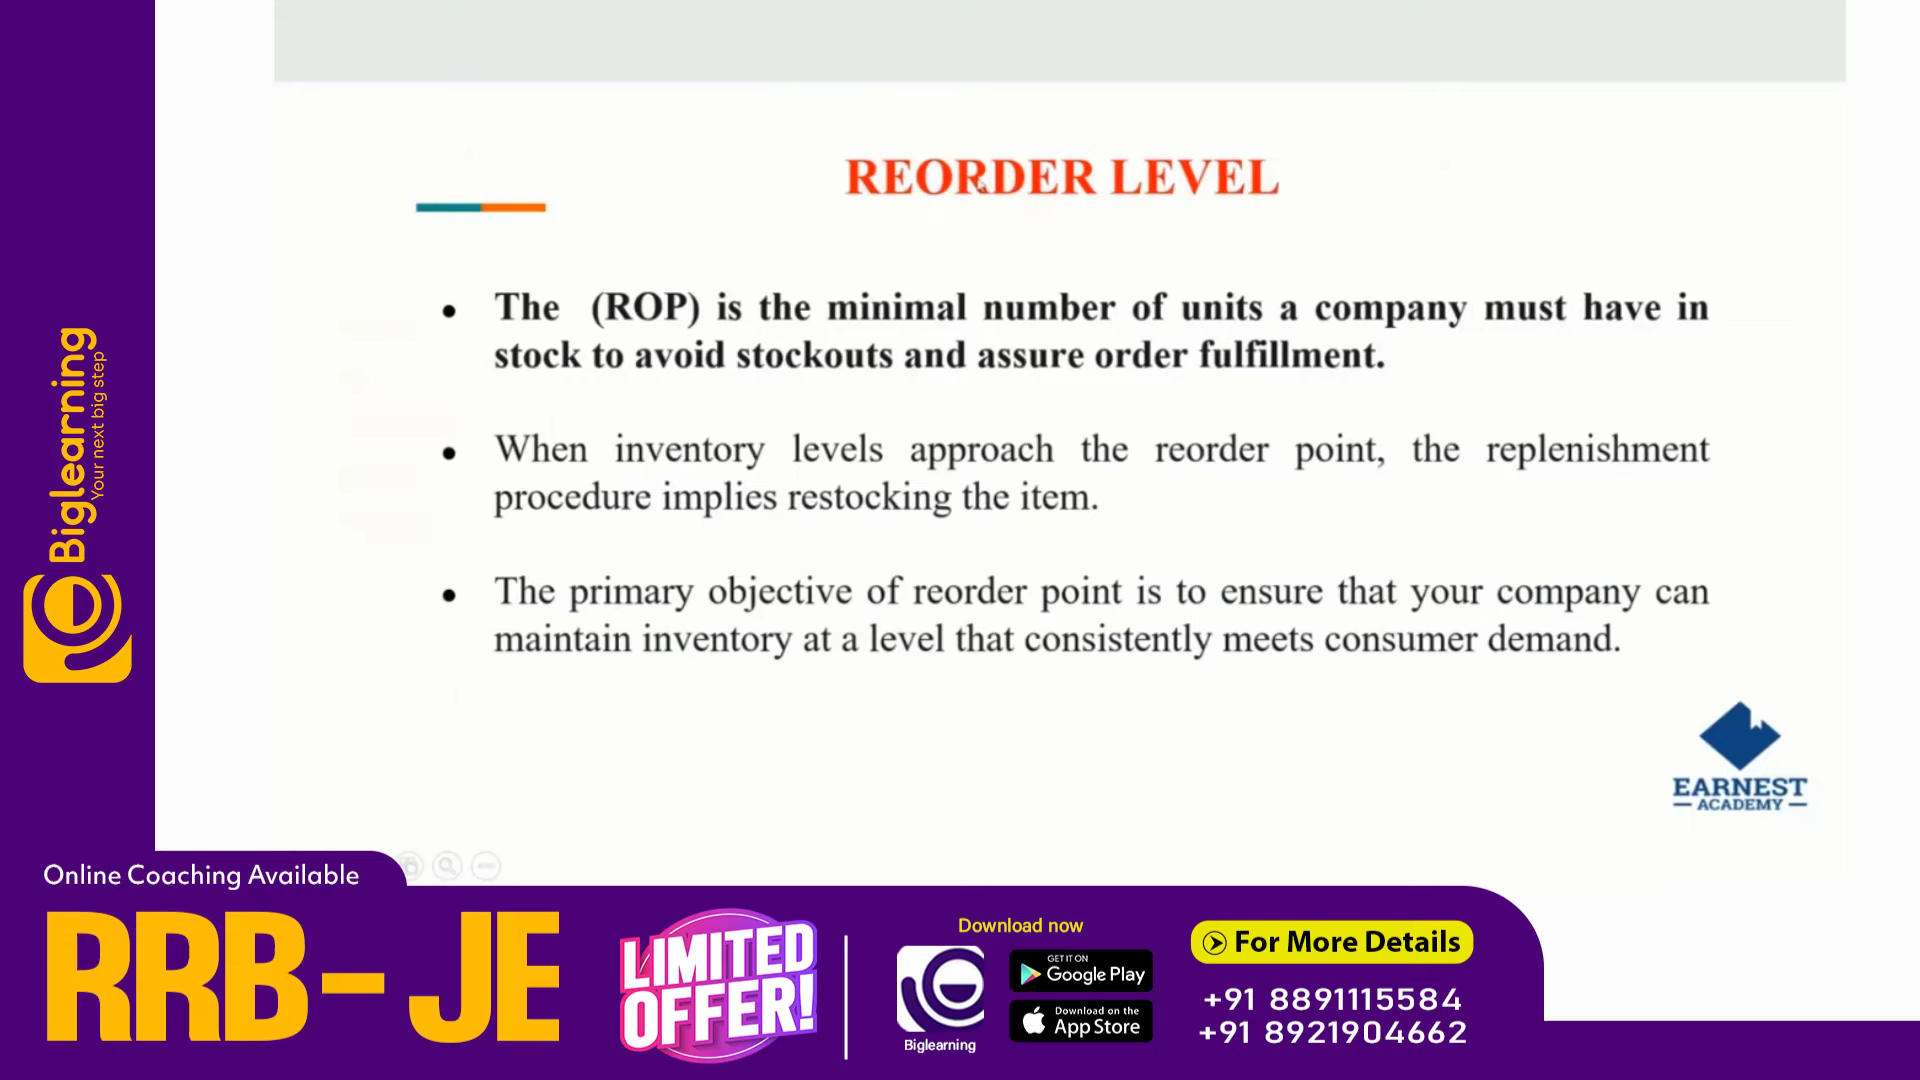 REORDER LEVEL
• The (ROP) is the minimal number of units a company must have in
stock to avoid stockouts and assure order fulfillment.
• When inventory levels approach the reorder point, the replenishment
procedure implies restocking the item.
• The primary objective of reorder point is to ensure that your company can
maintain inventory at a level that consistently meets consumer demand.
EARNEST
ACADEMY
Biglearning
Your next big step
Online Coaching Available
RRB-JE
LIMITED
OFFER!
Download now
Biglearning
GET IT ON
Google Play
Download on the
App Store
For More Details
+91 8891115584
+91 8921904662